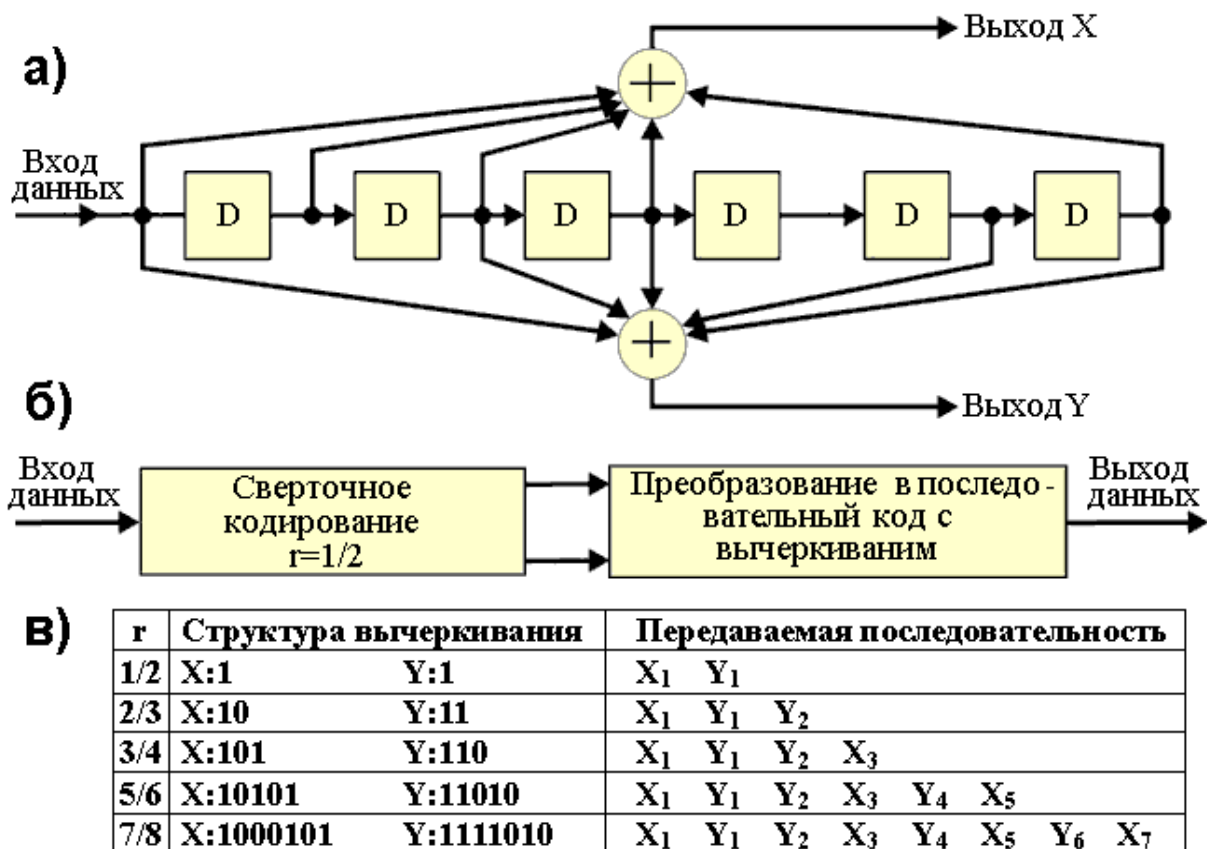 Выход X
а)
Вход
данных
D D D D D D
Выход Y
б)
Вход
данных
Сверточное
кодирование
r=1/2
Преобразование в последо-
вательный код с
вычеркиваним
Выход
данных
в)
r Структура вычеркивания Передаваемая последовательность
1/2 X:1 Y:1 X₁ Y₁
2/3 X:10 Y:11 X₁ Y₁ Y₂
3/4 X:101 Y:110 X₁ Y₁ Y₂ X₃
5/6 X:10101 Y:11010 X₁ Y₁ Y₂ X₃ Y₄ X₅
7/8 X:1000101 Y:1111010 X₁ Y₁ Y₂ X₃ Y₄ X₅ Y₆ X₇